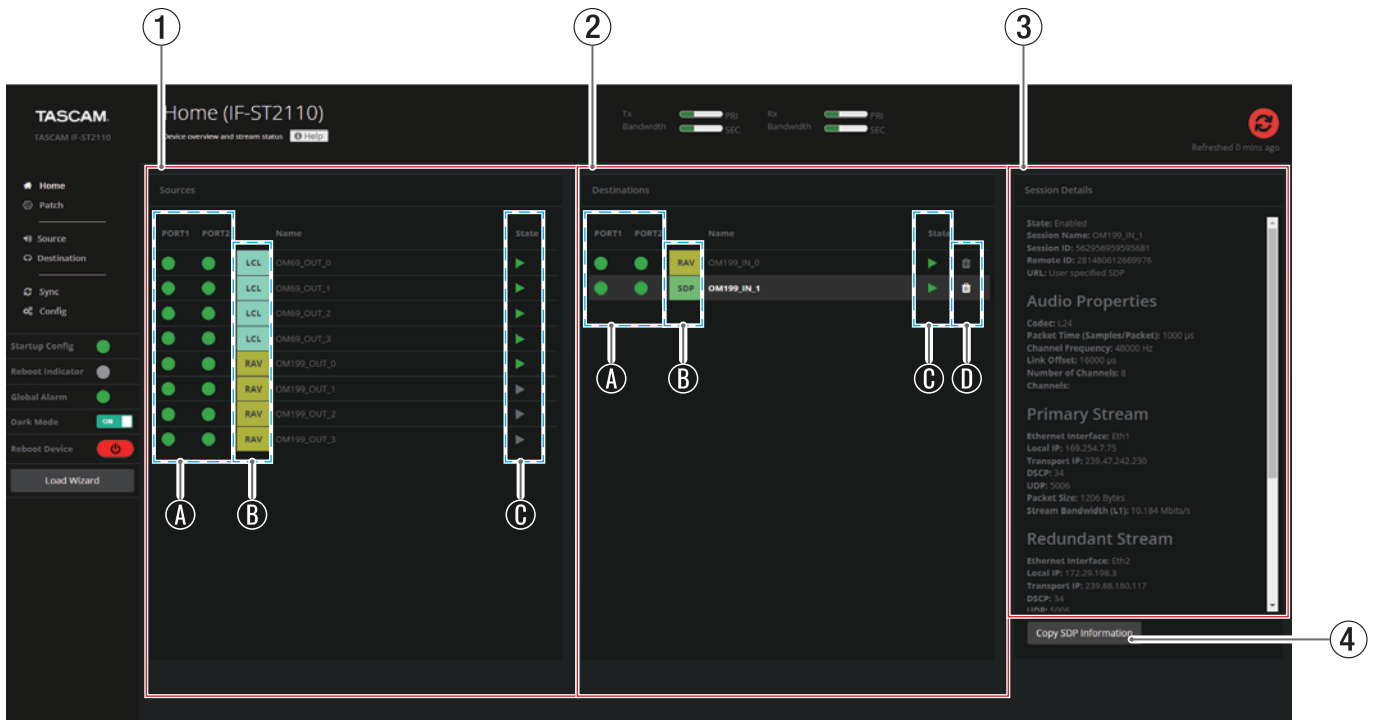 1
2
3
TASCAM
TASCAM IF-ST2110
Home (IF-ST2110)
Device overview and stream status Help
Tx Bandwidth PRI SEC
Rx Bandwidth PRI SEC
Refreshed 0 mins ago
Home
Patch
Source
Destination
Sync
Config
Startup Config
Reboot Indicator
Global Alarm
Dark Mode ON
Reboot Device
Load Wizard
Sources
PORT1 PORT2 Name State
LCL OM69_OUT_0
LCL OM69_OUT_1
LCL OM69_OUT_2
LCL OM69_OUT_3
RAV OM199_OUT_0
RAV OM199_OUT_1
RAV OM199_OUT_2
RAV OM199_OUT_3
A B C
Destinations
PORT1 PORT2 Name State
RAV OM199_IN_0
SDP OM199_IN_1
A B C D
Session Details
State: Enabled
Session Name: OM199_IN_1
Session ID: 562956959595681
Remote ID: 281480612669976
URL: User specified SDP
Audio Properties
Codec: L24
Packet Time (Samples/Packet): 1000 μs
Channel Frequency: 48000 Hz
Link Offset: 16000 μs
Number of Channels: 8
Channels:
Primary Stream
Ethernet Interface: Eth1
Local IP: 169.254.7.75
Transport IP: 239.47.242.230
DSCP: 34
UDP: 5006
Packet Size: 1206 Bytes
Stream Bandwidth (L1): 10.184 Mbits/s
Redundant Stream
Ethernet Interface: Eth2
Local IP: 172.29.198.3
Transport IP: 239.88.180.117
DSCP: 34
UDP: 5006
Copy SDP Information
4